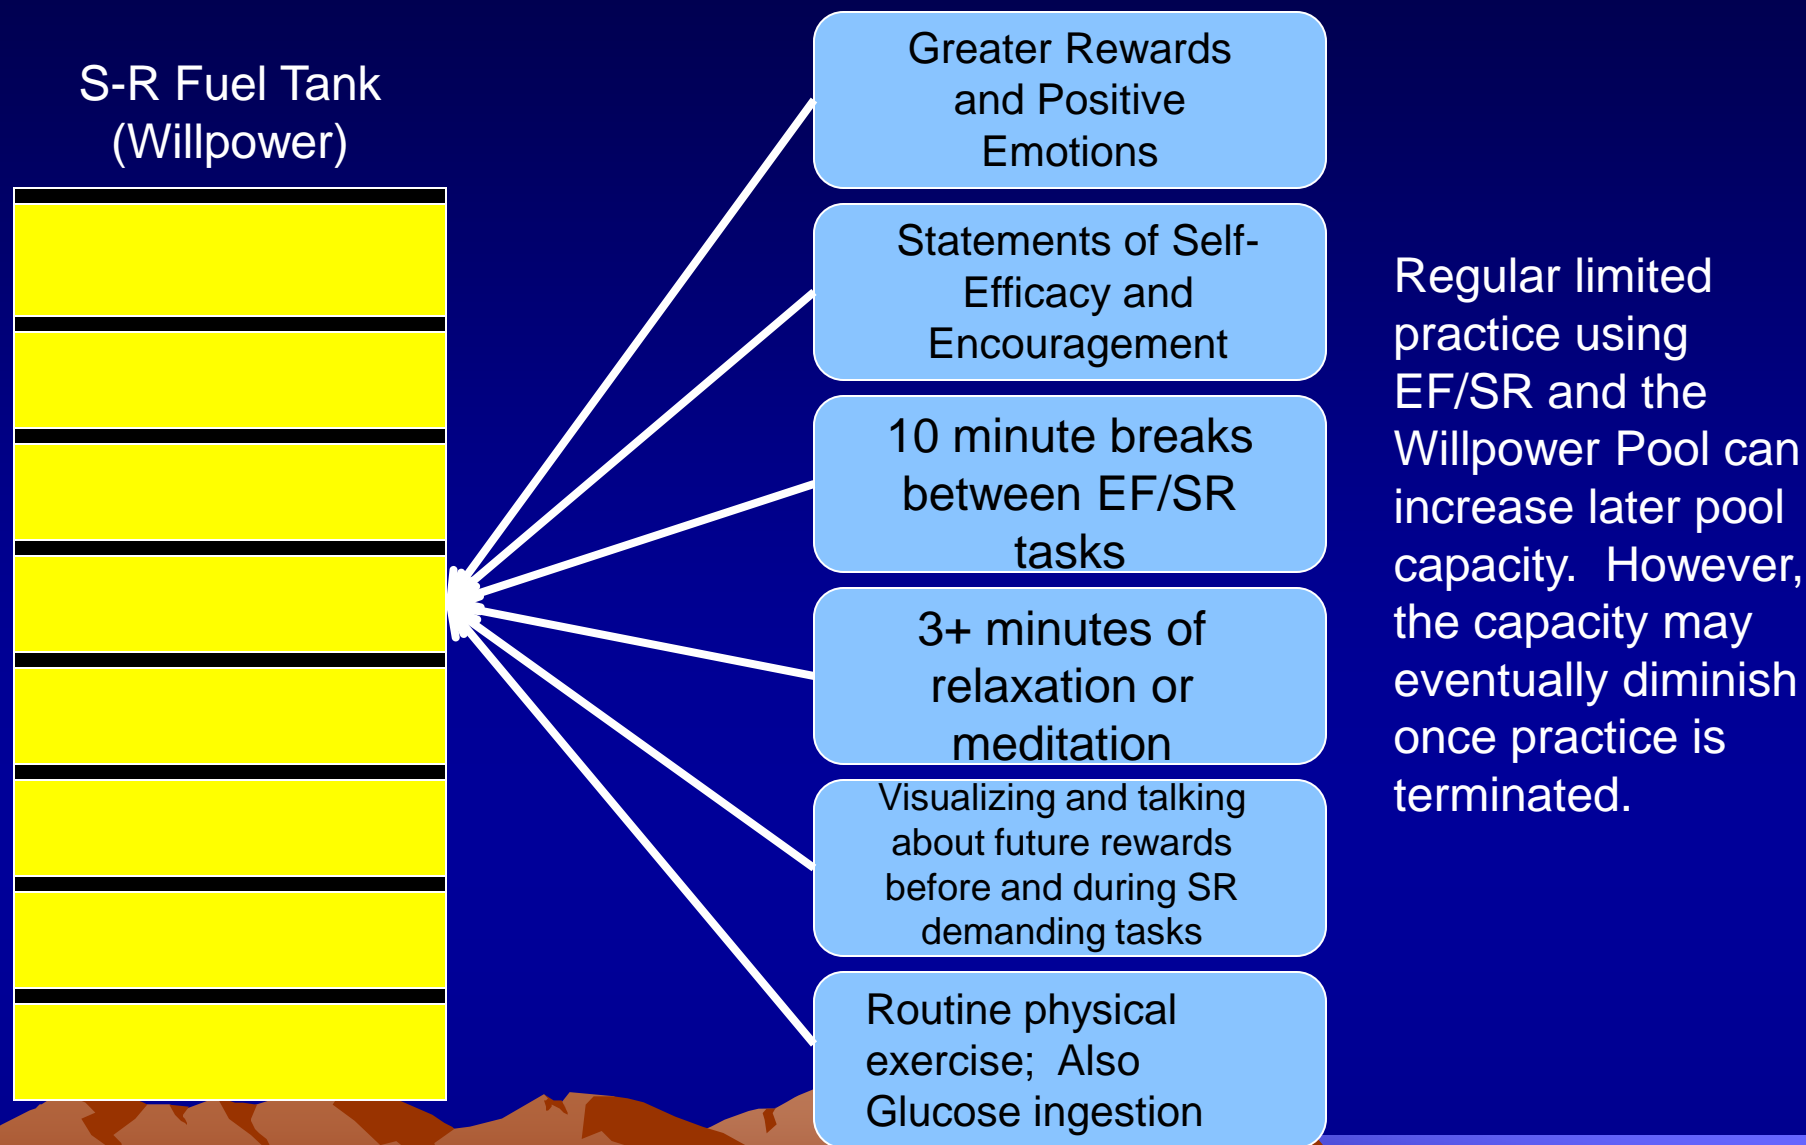 S-R Fuel Tank
(Willpower)
Greater Rewards
and Positive
Emotions
Statements of Self-
Efficacy and
Encouragement
10 minute breaks
between EF/SR
tasks
3+ minutes of
relaxation or
meditation
Visualizing and talking
about future rewards
before and during SR
demanding tasks
Routine physical
exercise;  Also
Glucose ingestion
Regular limited
practice using
EF/SR and the
Willpower Pool can
increase later pool
capacity.  However,
the capacity may
eventually diminish
once practice is
terminated.